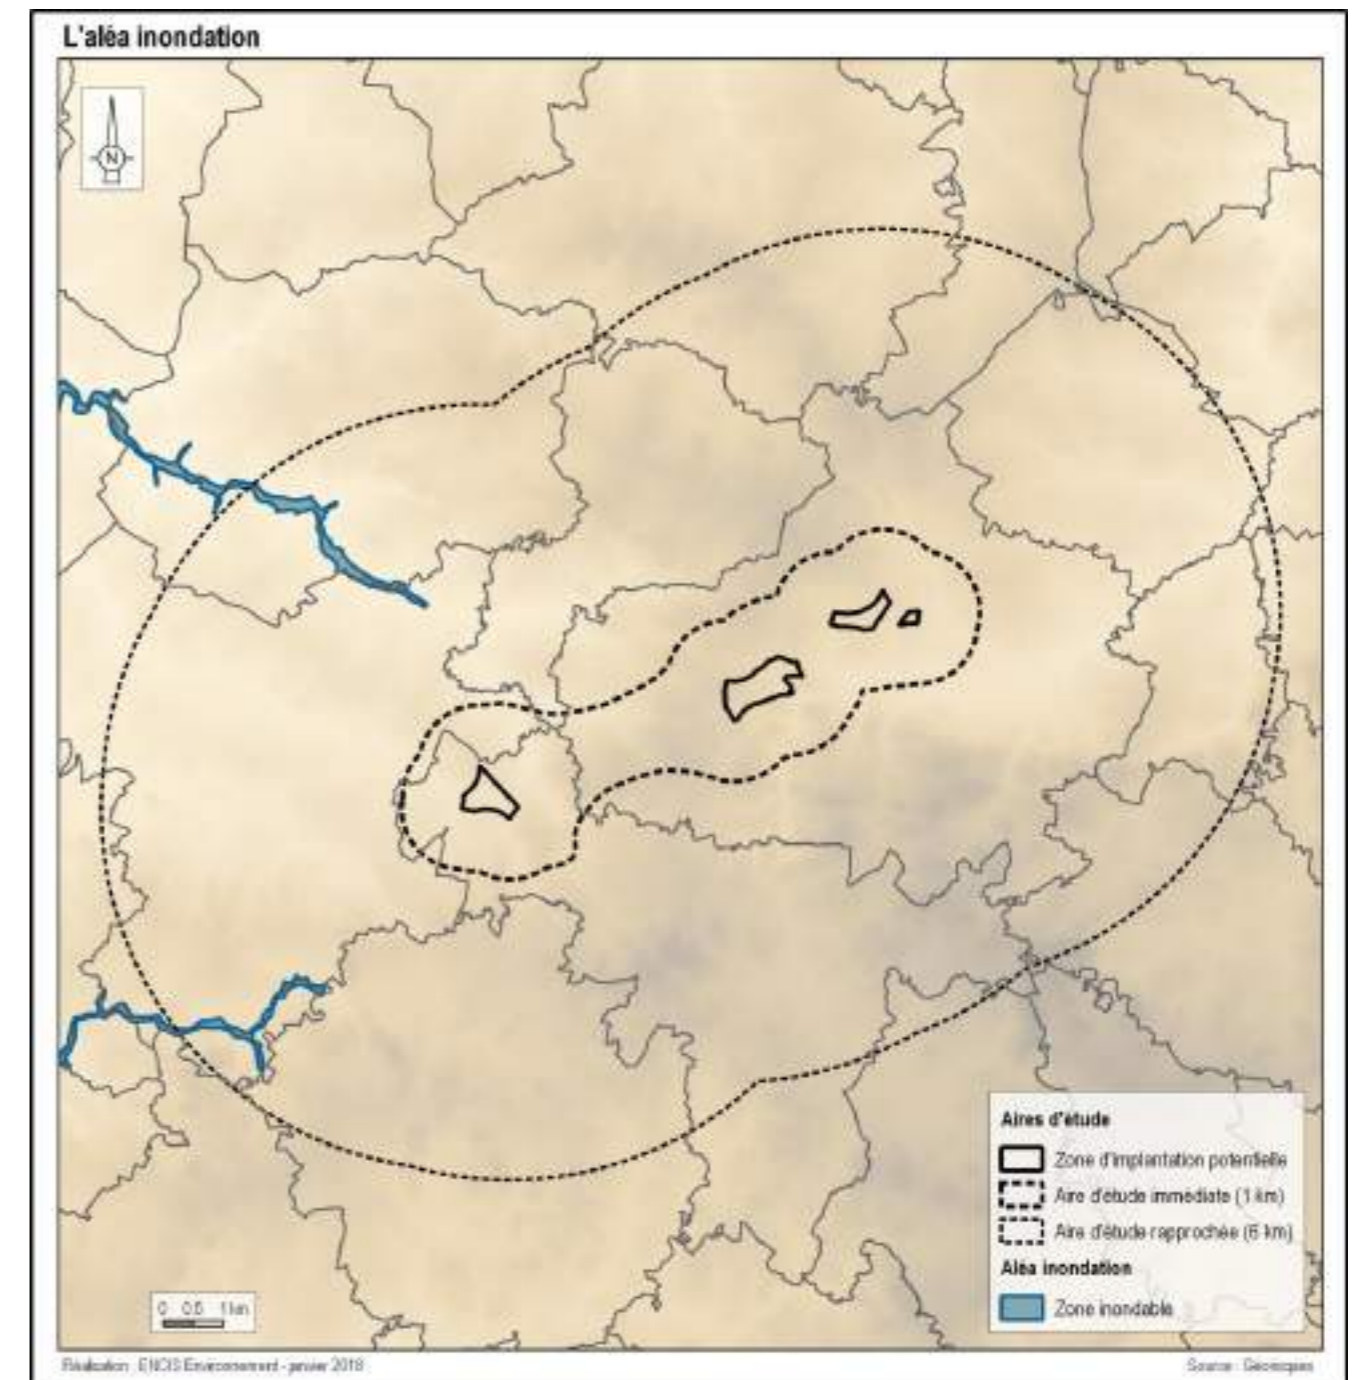 L'aléa inondation
N
Aires d'étude
Zone d'implantation potentielle
Aire d'étude immédiate (1 km)
Aire d'étude rapprochée (6 km)
Aléa inondation
Zone inondable
0 0.5 1 km
Réalisation : ENCIS Environnement - janvier 2018
Source : Géorisques